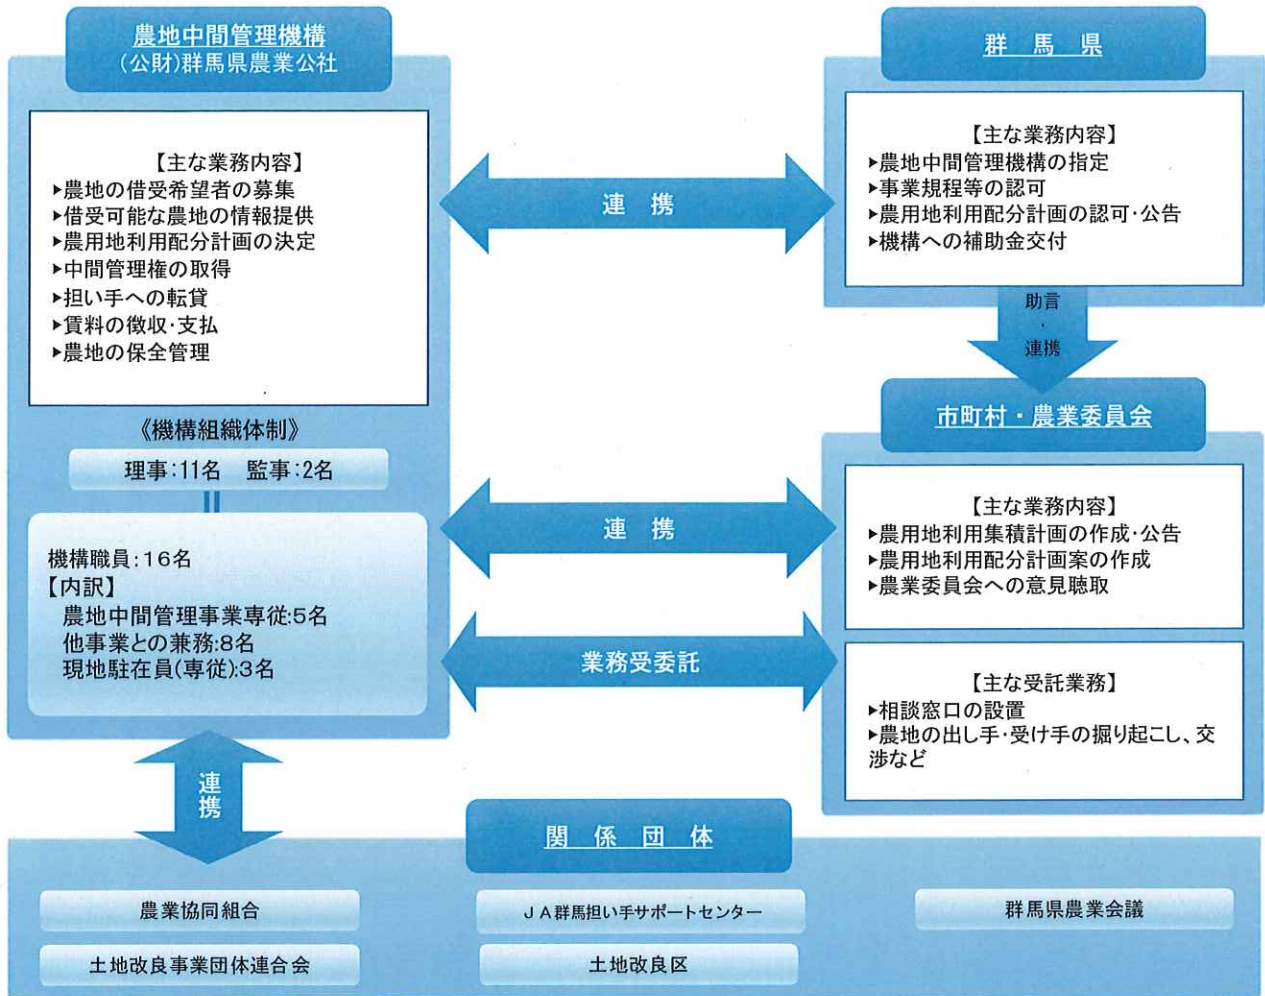 農地中間管理機構
(公財)群馬県農業公社
【主な業務内容】
▶農地の借受希望者の募集
▶借受可能な農地の情報提供
▶農用地利用配分計画の決定
▶中間管理権の取得
▶担い手への転貸
▶賃料の徴収･支払
▶農地の保全管理
《機構組織体制》
理事:11名 監事:2名
機構職員:16名
【内訳】
農地中間管理事業専従:5名
他事業との兼務:8名
現地駐在員(専従):3名
連 携
連 携
業務受委託
群 馬 県
【主な業務内容】
▶農地中間管理機構の指定
▶事業規程等の認可
▶農用地利用配分計画の認可･公告
▶機構への補助金交付
助言
・
連携
市町村・農業委員会
【主な業務内容】
▶農用地利用集積計画の作成･公告
▶農用地利用配分計画案の作成
▶農業委員会への意見聴取
【主な受託業務】
▶相談窓口の設置
▶農地の出し手･受け手の掘り起こし、交
渉など
連携
関 係 団 体
農業協同組合
JA群馬担い手サポートセンター
群馬県農業会議
土地改良事業団体連合会
土地改良区